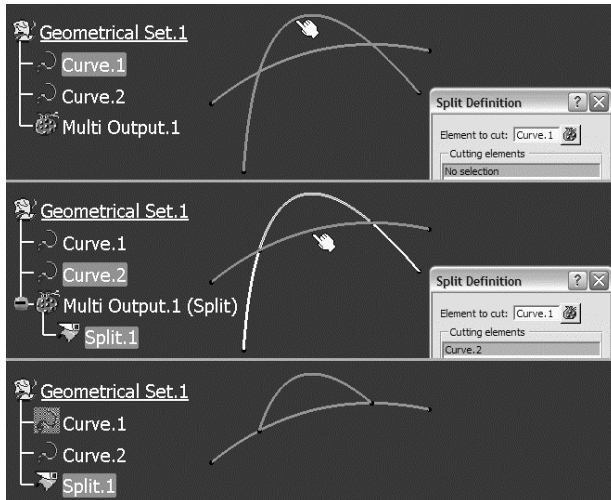 Geometrical Set.1
Curve.1
Curve.2
Multi Output.1
Split Definition
?
Element to cut: Curve.1
Cutting elements
No selection
Geometrical Set.1
Curve.1
Curve.2
Multi Output.1 (Split)
Split.1
Split Definition
?
Element to cut: Curve.1
Cutting elements
Curve.2
Geometrical Set.1
Curve.1
Curve.2
Split.1